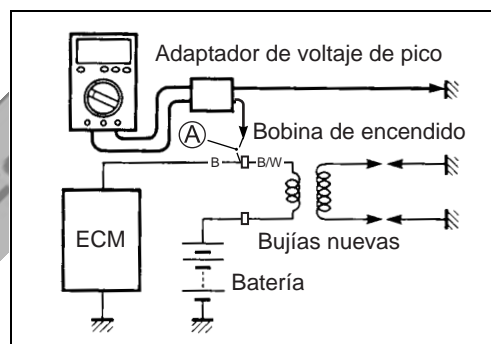 Adaptador de voltaje de pico
A
Bobina de encendido
B B/W
ECM
Bujías nuevas
Batería